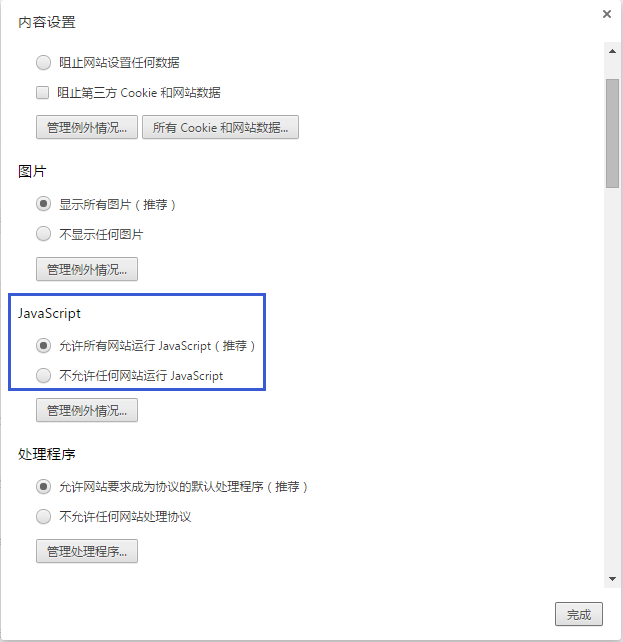 内容设置
阻止网站设置任何数据
阻止第三方 Cookie 和网站数据
管理例外情况... 所有 Cookie 和网站数据...
图片
显示所有图片（推荐）
不显示任何图片
管理例外情况...
JavaScript
允许所有网站运行 JavaScript（推荐）
不允许任何网站运行 JavaScript
管理例外情况...
处理程序
允许网站要求成为协议的默认处理程序（推荐）
不允许任何网站处理协议
管理处理程序...
完成